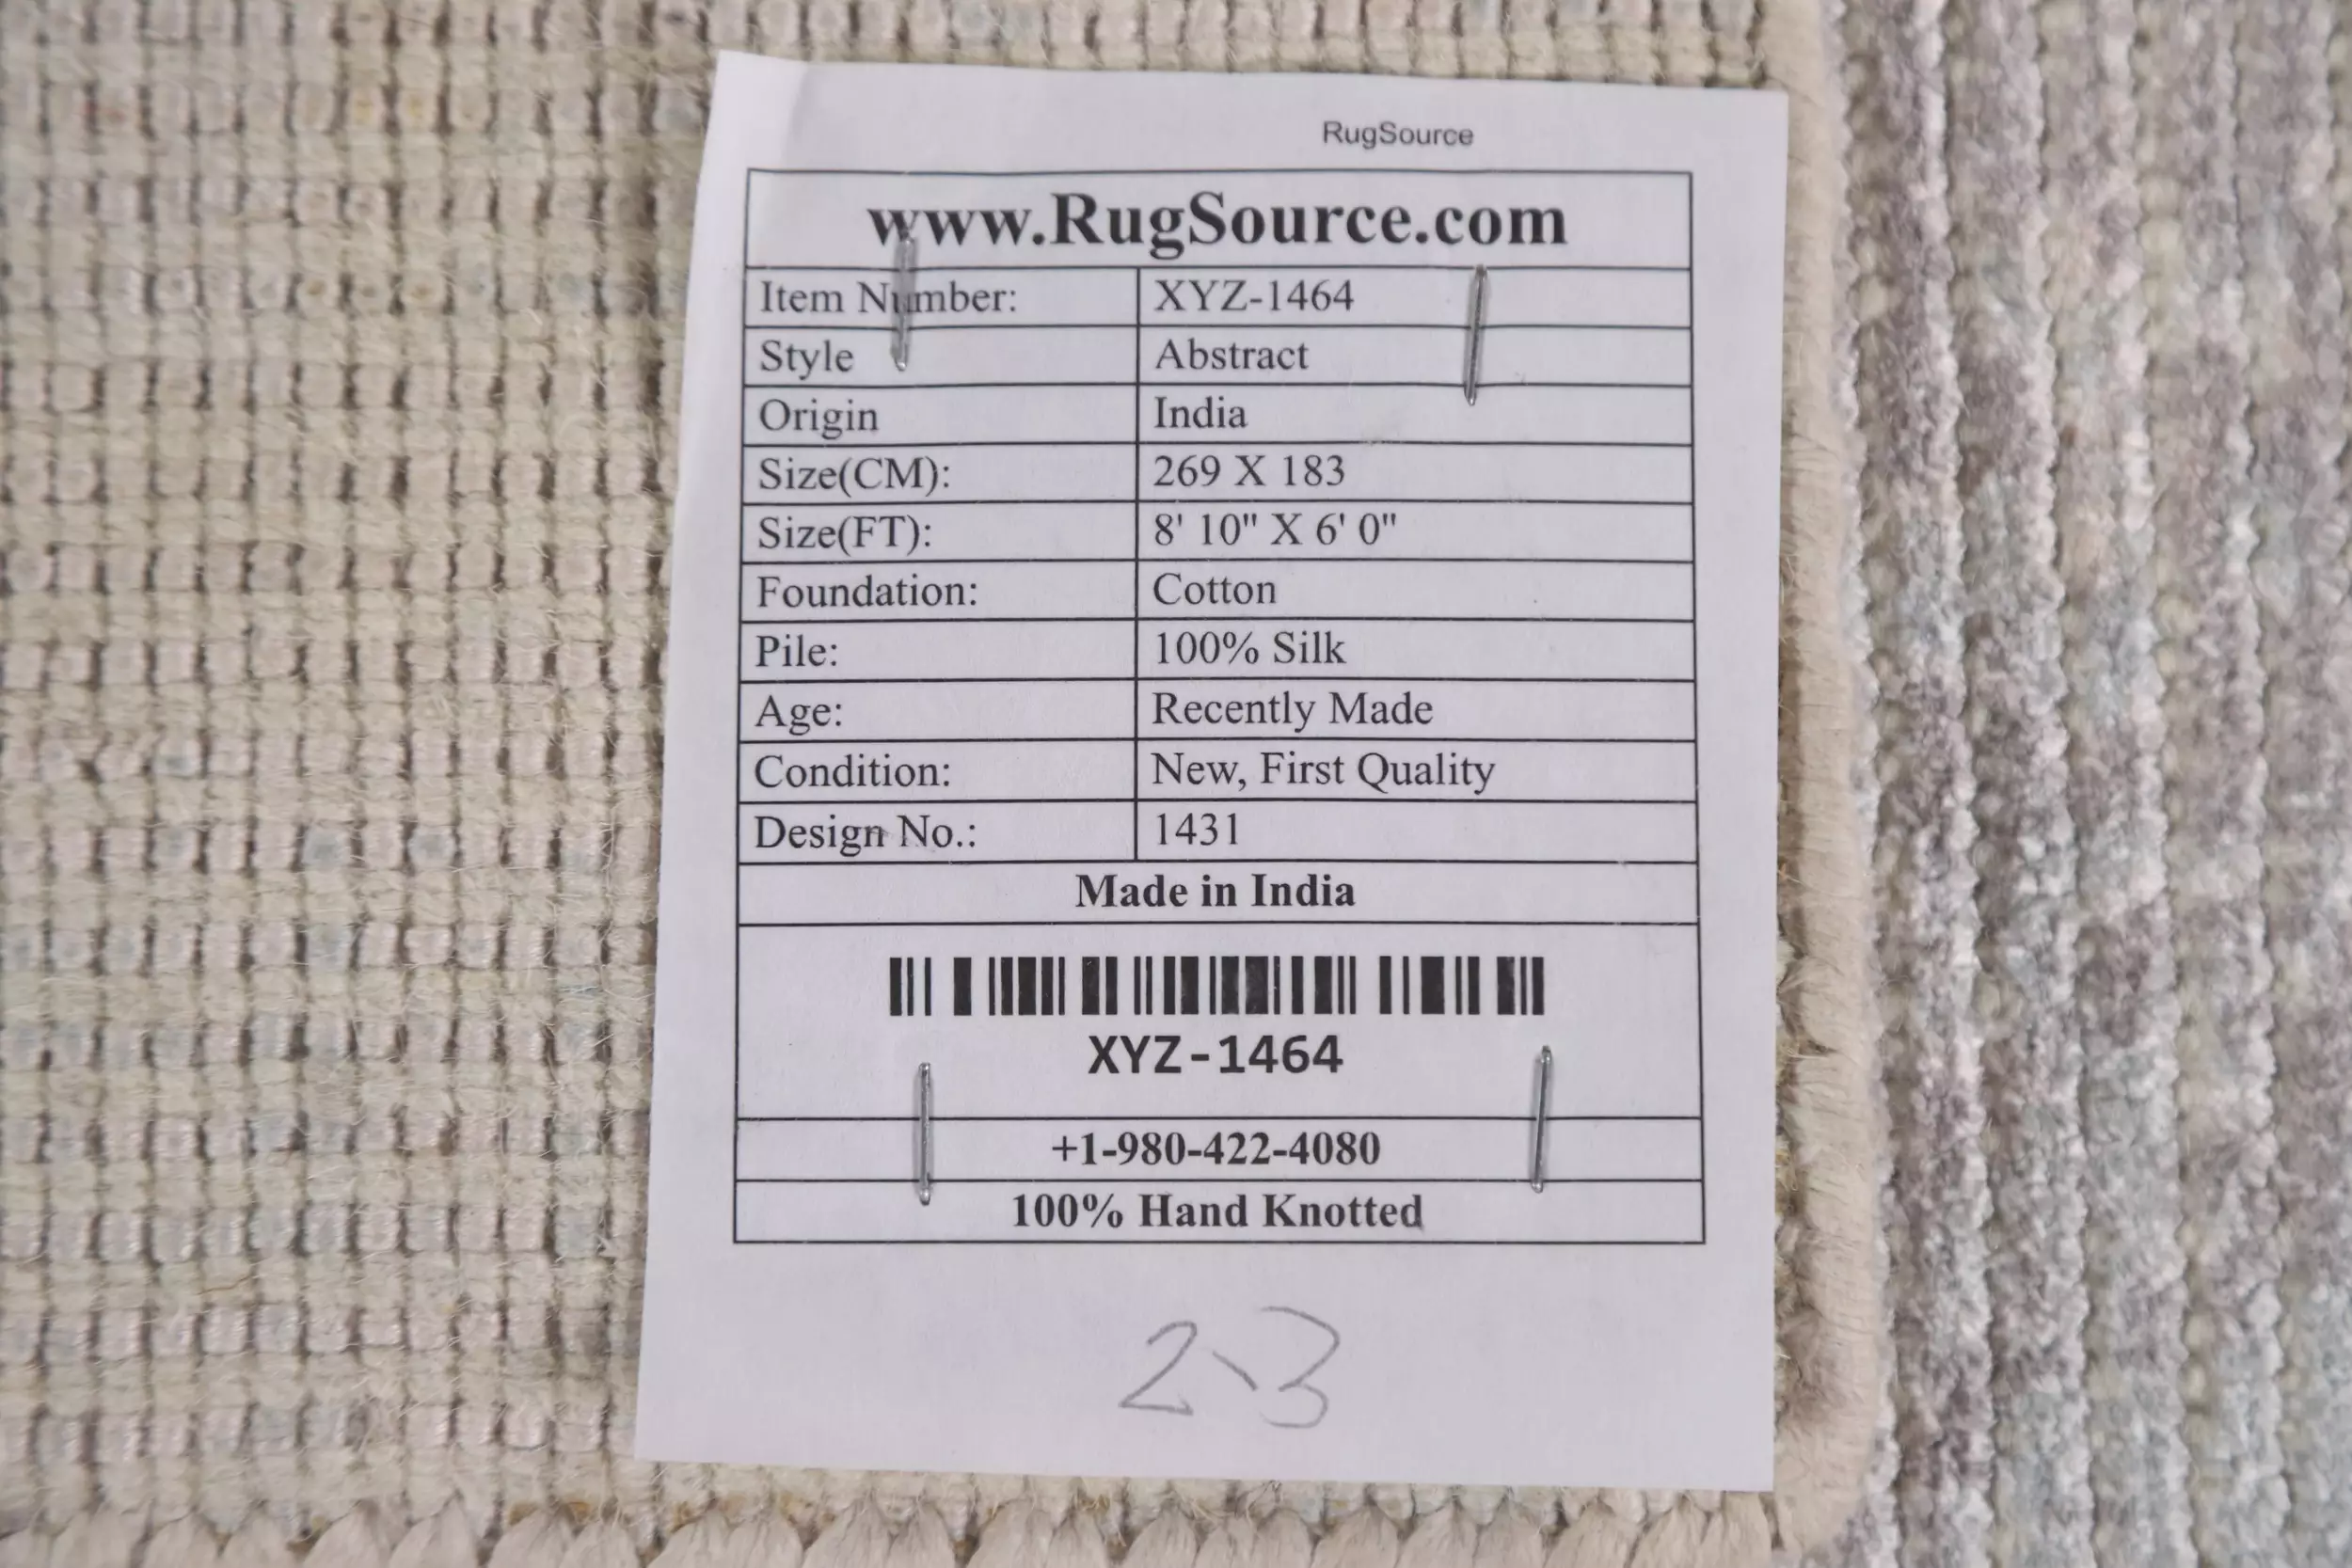 RugSource
www.RugSource.com
Item Number: XYZ-1464
Style Abstract
Origin India
Size(CM): 269 X 183
Size(FT): 8' 10" X 6' 0"
Foundation: Cotton
Pile: 100% Silk
Age: Recently Made
Condition: New, First Quality
Design No.: 1431
Made in India
XYZ-1464
+1-980-422-4080
100% Hand Knotted
2-3